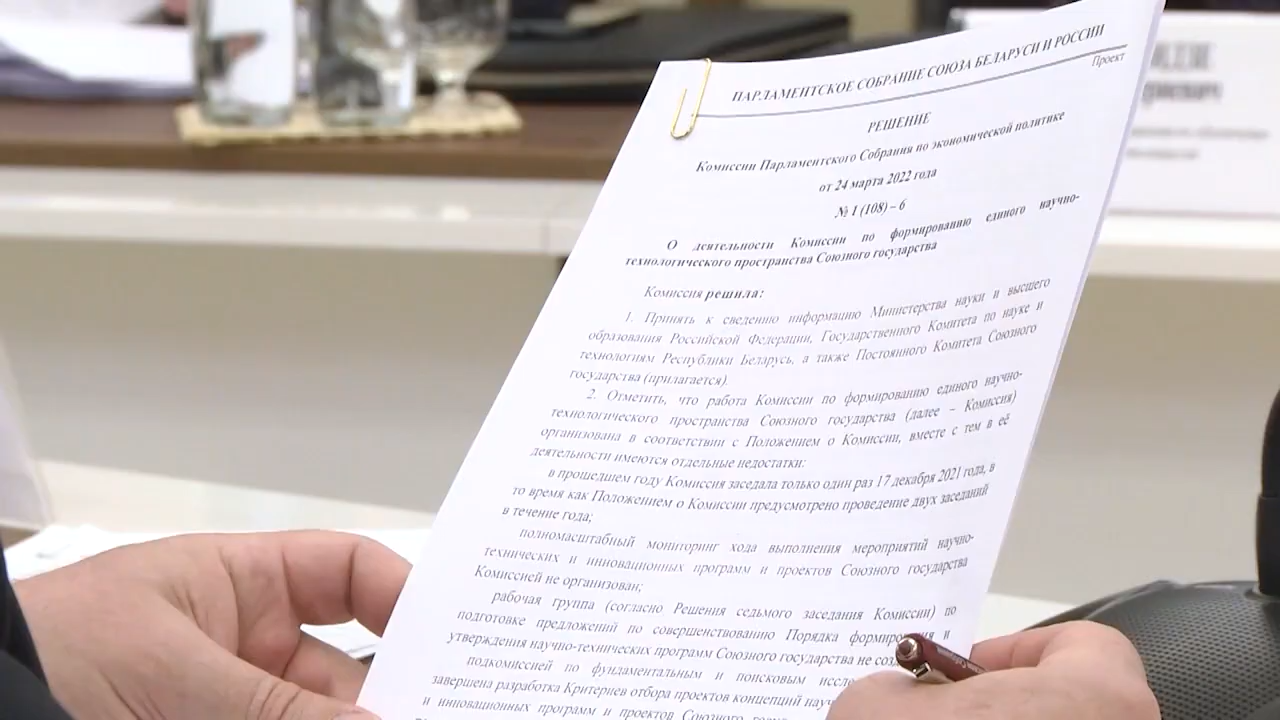 ПАРЛАМЕНТСКОЕ СОБРАНИЕ СОЮЗА БЕЛАРУСИ И РОССИИ
Проект
РЕШЕНИЕ
Комиссии Парламентского Собрания по экономической политике
от 24 марта 2022 года
№ 1 (108) – 6
О деятельности Комиссии по формированию единого научно-
технологического пространства Союзного государства
Комиссия решила:
1. Принять к сведению информацию Министерства науки и высшего
образования Российской Федерации, Государственного Комитета по науке и
технологиям Республики Беларусь, а также Постоянного Комитета Союзного
государства (прилагается).
2. Отметить, что работа Комиссии по формированию единого научно-
технологического пространства Союзного государства (далее – Комиссия)
организована в соответствии с Положением о Комиссии, вместе с тем в её
деятельности имеются отдельные недостатки:
в прошедшем году Комиссия заседала только один раз 17 декабря 2021 года, в
то время как Положением о Комиссии предусмотрено проведение двух заседаний
в течение года;
полномасштабный мониторинг хода выполнения мероприятий научно-
технических и инновационных программ и проектов Союзного государства
Комиссией не организован;
рабочая группа (согласно Решения седьмого заседания Комиссии) по
подготовке предложений по совершенствованию Порядка и
утверждения научно-технических программ Союзного государства не
подкомиссией по фундаментальным и поисковым
завершена разработка Критериев отбора проектов концепций
и инновационных программ и проектов Союзного